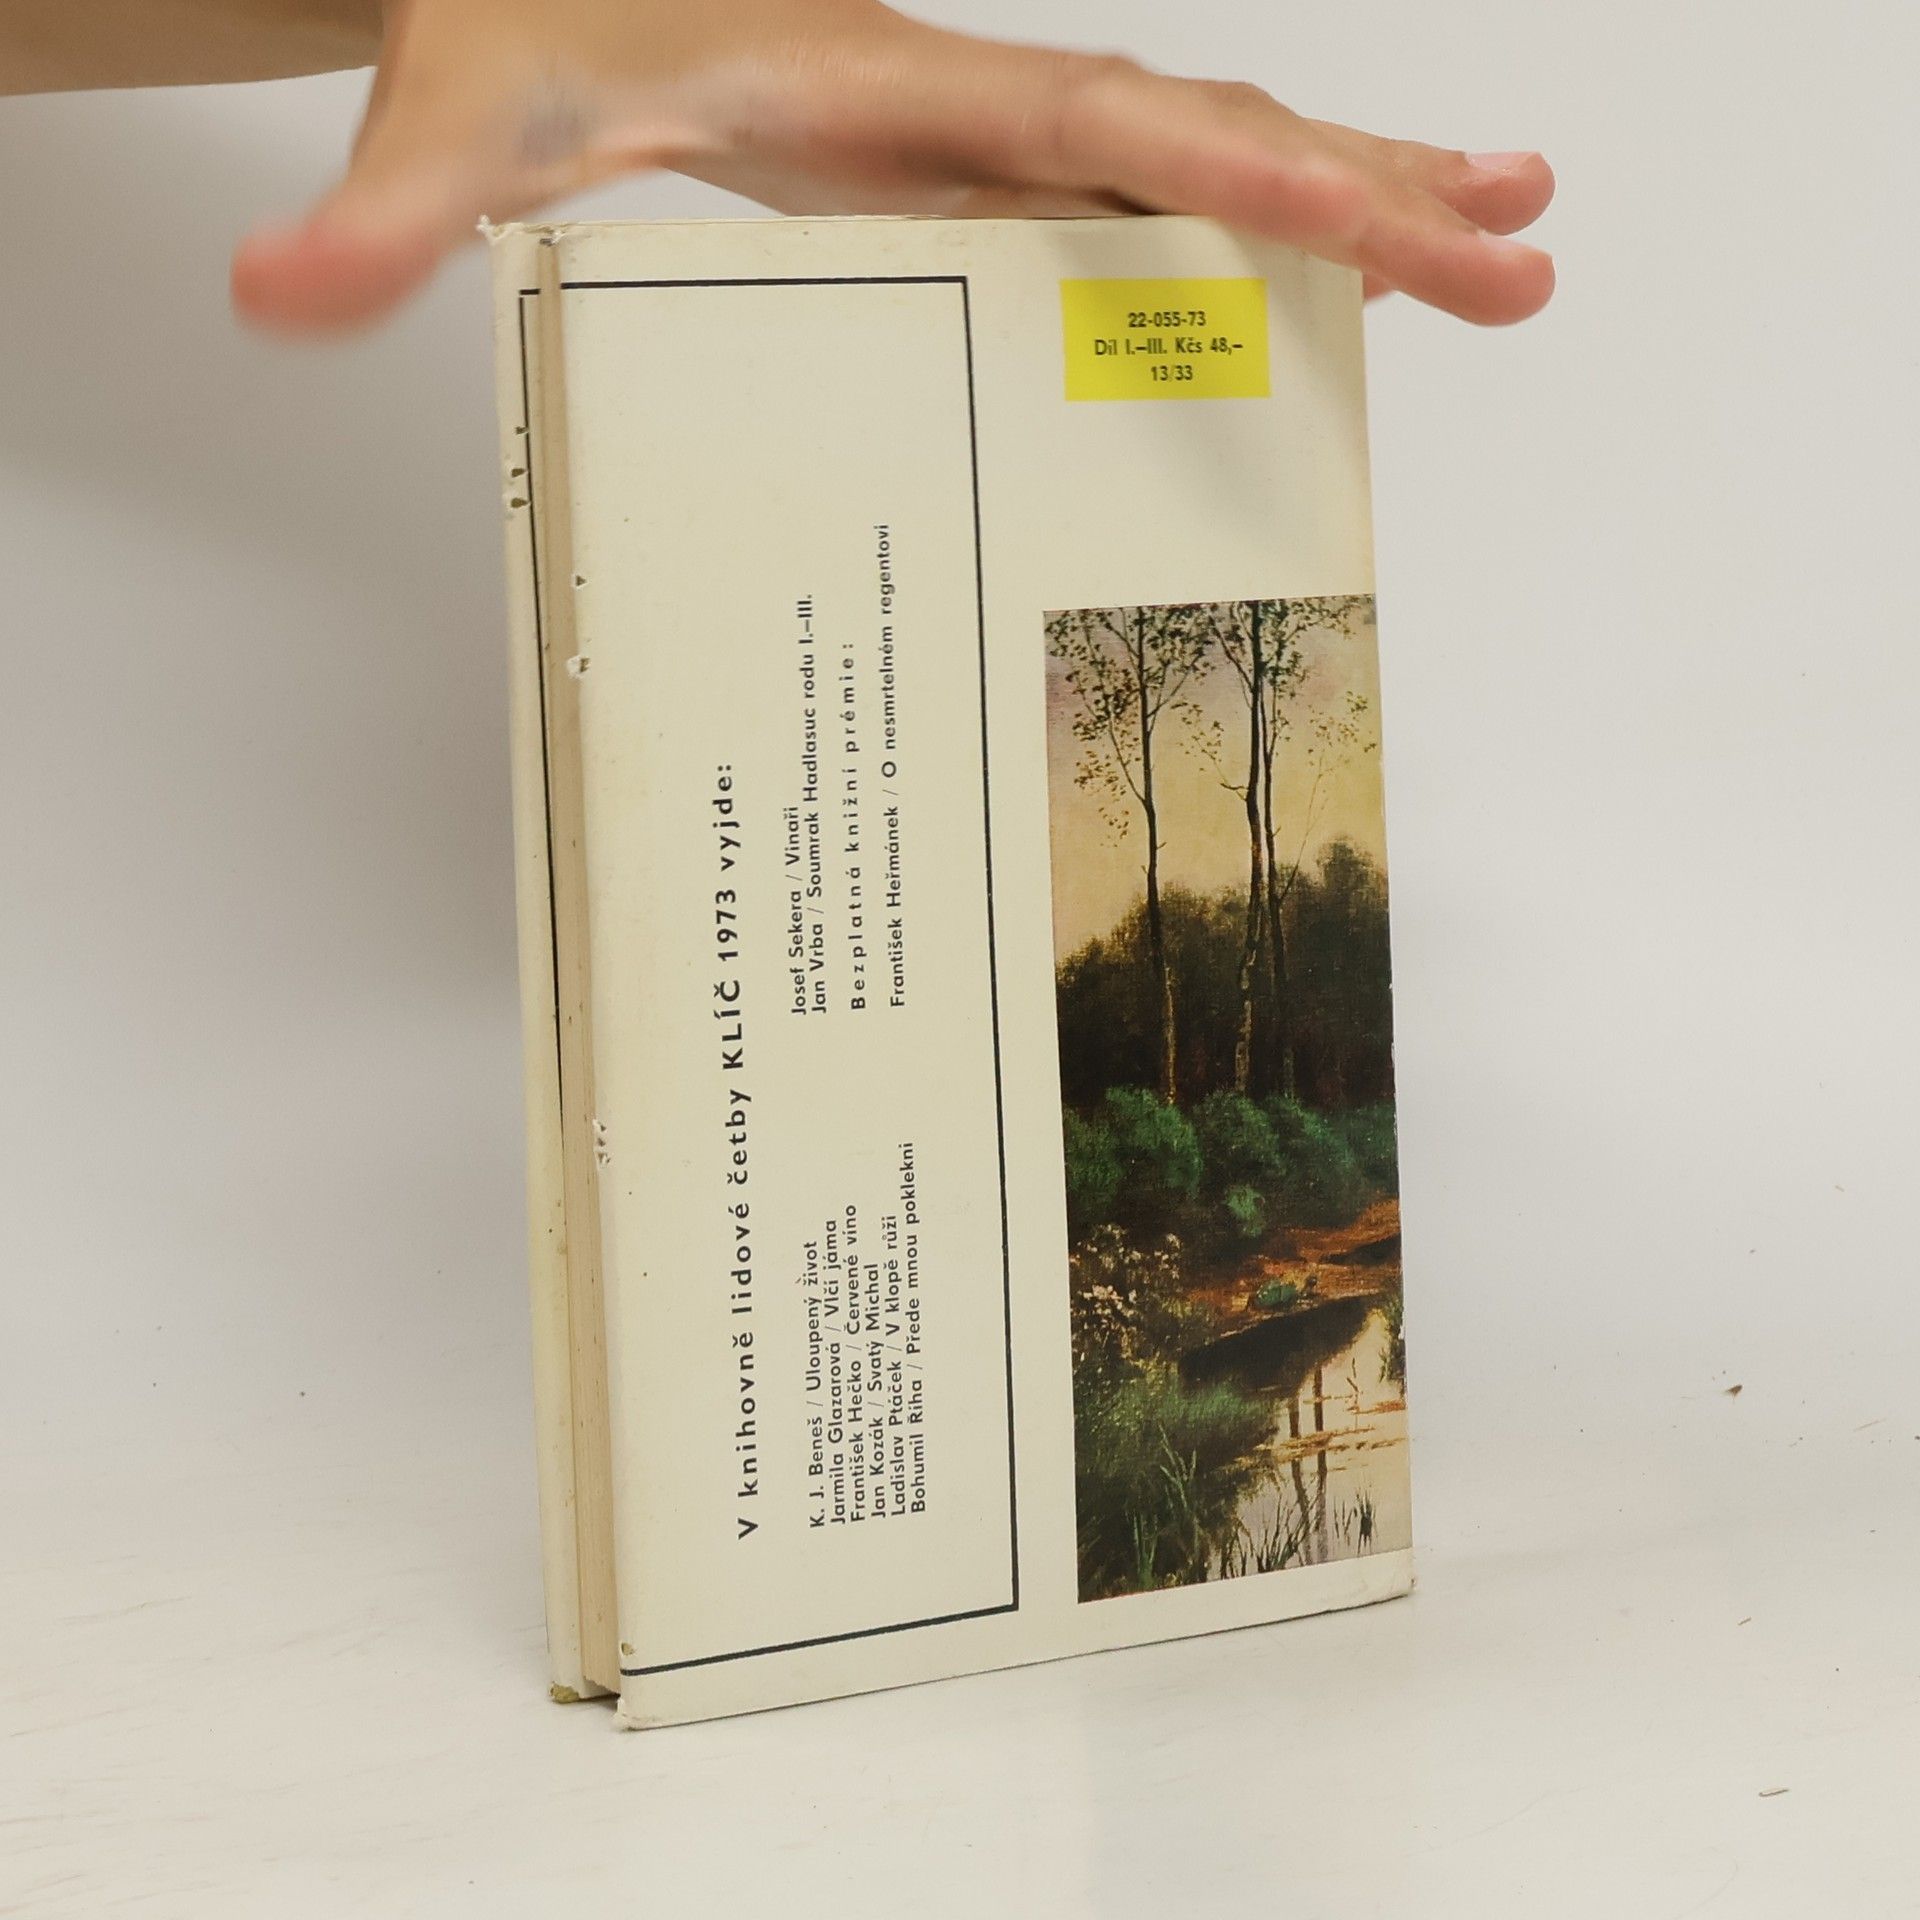 22-055-73
Díl I.–III. Kčs 48,–
13/33
V knihovně lidové četby KLÍČ 1973 vyjde:
K. J. Beneš / Uloupený život
Jarmila Glazarová / Vlčí jáma
František Hečko / Červené víno
Jan Kozák / Svatý Michal
Ladislav Ptáček / V klopě růži
Bohumil Říha / Přede mnou poklekni
Josef Sekera / Vinaři
Jan Vrba / Soumrak Hadlasuc rodu I.–III.
Bezplatná knižní prémie:
František Heřmánek / O nesmrtelném regentovi